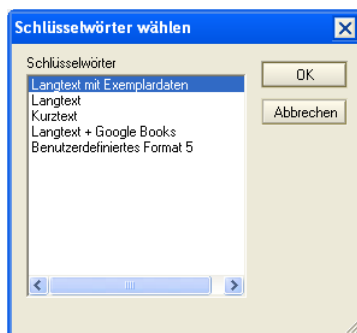 Schlüsselwörter wählen
Schlüsselwörter
OK
Langtext mit Exemplardaten
Langtext
Abbrechen
Kurztext
Langtext + Google Books
Benutzerdefiniertes Format 5